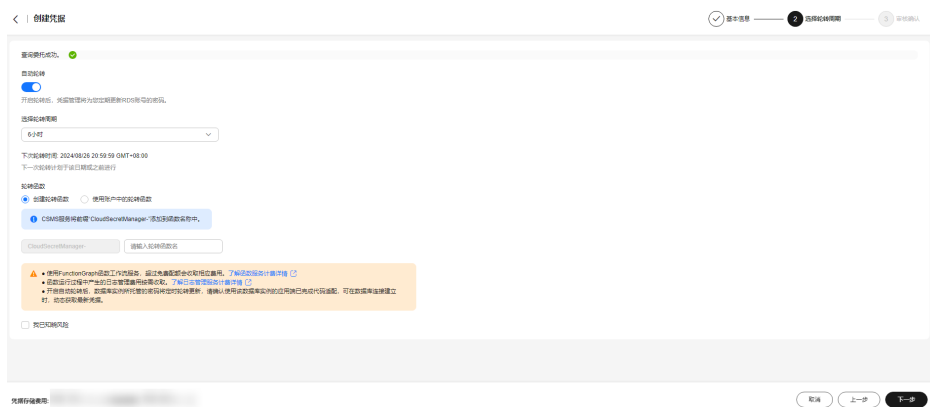 创建凭据
基本信息
2 选择轮转周期
3 审核确认
查询委托成功。
自动轮转
开启轮转后，凭据管理将为您定期更新RDS账号的密码。
选择轮转周期
6小时
下次轮转时间: 2024/08/26 20:59:59 GMT+08:00
下一次轮转计划于该日期或之前进行
轮转函数
创建轮转函数 使用账户中的轮转函数
CSMS服务将前缀“CloudSecretManager-”添加到函数名称中。
CloudSecretManager- 请输入轮转函数名
• 使用FunctionGraph函数工作流服务，超过免费配额会收取相应费用。了解函数服务计费详情
• 函数运行过程中产生的日志管理费用按需收取。了解日志管理服务计费详情
• 开启自动轮转后，数据库实例所托管的密码将定时轮转更新，请确认使用该数据库实例的应用端已完成代码适配，可在数据库连接建立
时，动态获取最新凭据。
我已知晓风险
凭据存储费用:
取消 上一步 下一步